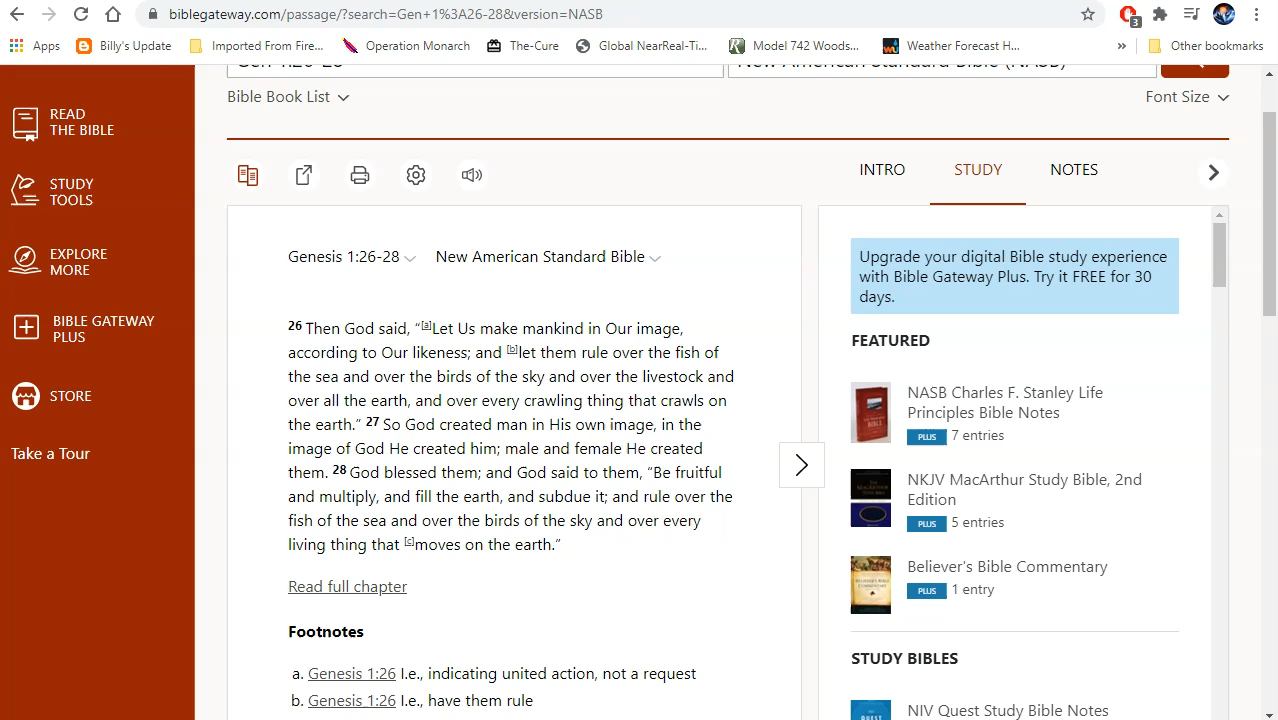 biblegateway.com/passage/?search=Gen+1%3A26-28&version=NASB
3
Apps
Billy's Update
Imported From Fire...
Operation Monarch
The-Cure
Global NearReal-Ti...
Model 742 Woods...
Weather Forecast H...
»
Other bookmarks
Gen 1:26-28
New American Standard Bible (NASB)
Bible Book List
Font Size
READ
THE BIBLE
STUDY
TOOLS
EXPLORE
MORE
BIBLE GATEWAY
PLUS
STORE
Take a Tour
INTRO
STUDY
NOTES
Genesis 1:26-28
New American Standard Bible
26 Then God said, “[a]Let Us make mankind in Our image,
according to Our likeness; and [b]let them rule over the fish of
the sea and over the birds of the sky and over the livestock and
over all the earth, and over every crawling thing that crawls on
the earth.” 27 So God created man in His own image, in the
image of God He created him; male and female He created
them. 28 God blessed them; and God said to them, “Be fruitful
and multiply, and fill the earth, and subdue it; and rule over the
fish of the sea and over the birds of the sky and over every
living thing that [c]moves on the earth.”
Read full chapter
Footnotes
a. Genesis 1:26 I.e., indicating united action, not a request
b. Genesis 1:26 I.e., have them rule
Upgrade your digital Bible study experience
with Bible Gateway Plus. Try it FREE for 30
days.
FEATURED
NASB Charles F. Stanley Life
Principles Bible Notes
PLUS 7 entries
NKJV MacArthur Study Bible, 2nd
Edition
PLUS 5 entries
Believer's Bible Commentary
PLUS 1 entry
STUDY BIBLES
NIV Quest Study Bible Notes